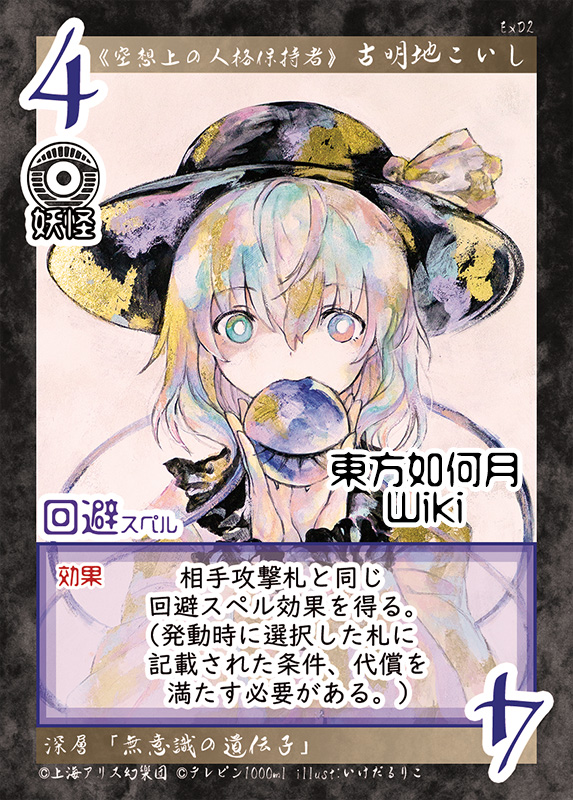 ExD2
4
《空想上の人格保持者》 古明地こいし
妖怪
東方如何月
Wiki
回避スペル
効果
相手攻撃札と同じ
回避スペル効果を得る。
(発動時に選択した札に
記載された条件、代償を
満たす必要がある。)
4
深層「無意識の遺伝子」
©上海アリス幻樂団 ©テレピン1000ml illust:いけだるりこ